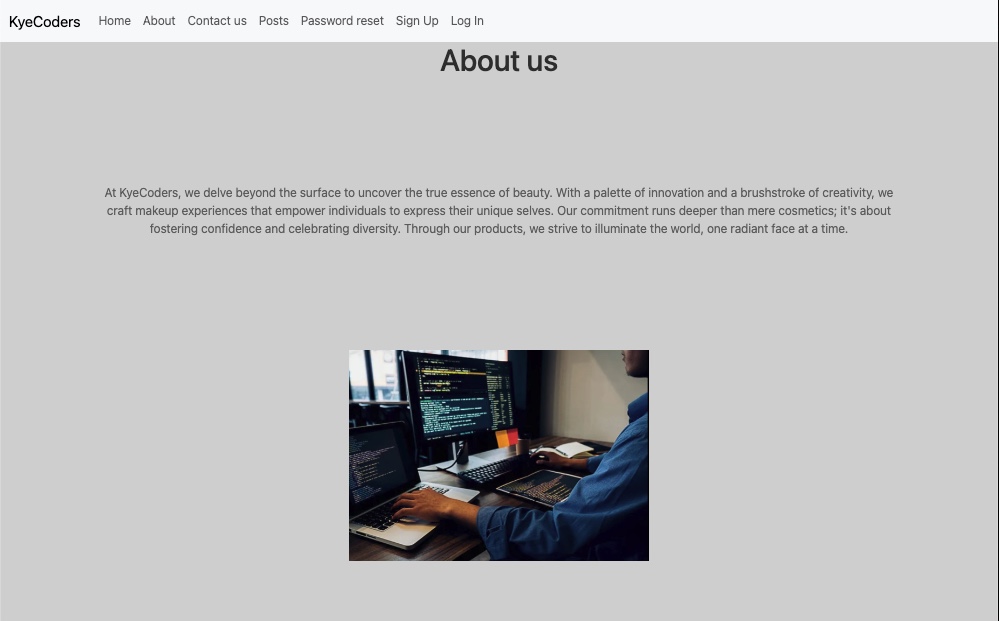 KyeCoders Home About Contact us Posts Password reset Sign Up Log In
About us
At KyeCoders, we delve beyond the surface to uncover the true essence of beauty. With a palette of innovation and a brushstroke of creativity, we
craft makeup experiences that empower individuals to express their unique selves. Our commitment runs deeper than mere cosmetics; it's about
fostering confidence and celebrating diversity. Through our products, we strive to illuminate the world, one radiant face at a time.